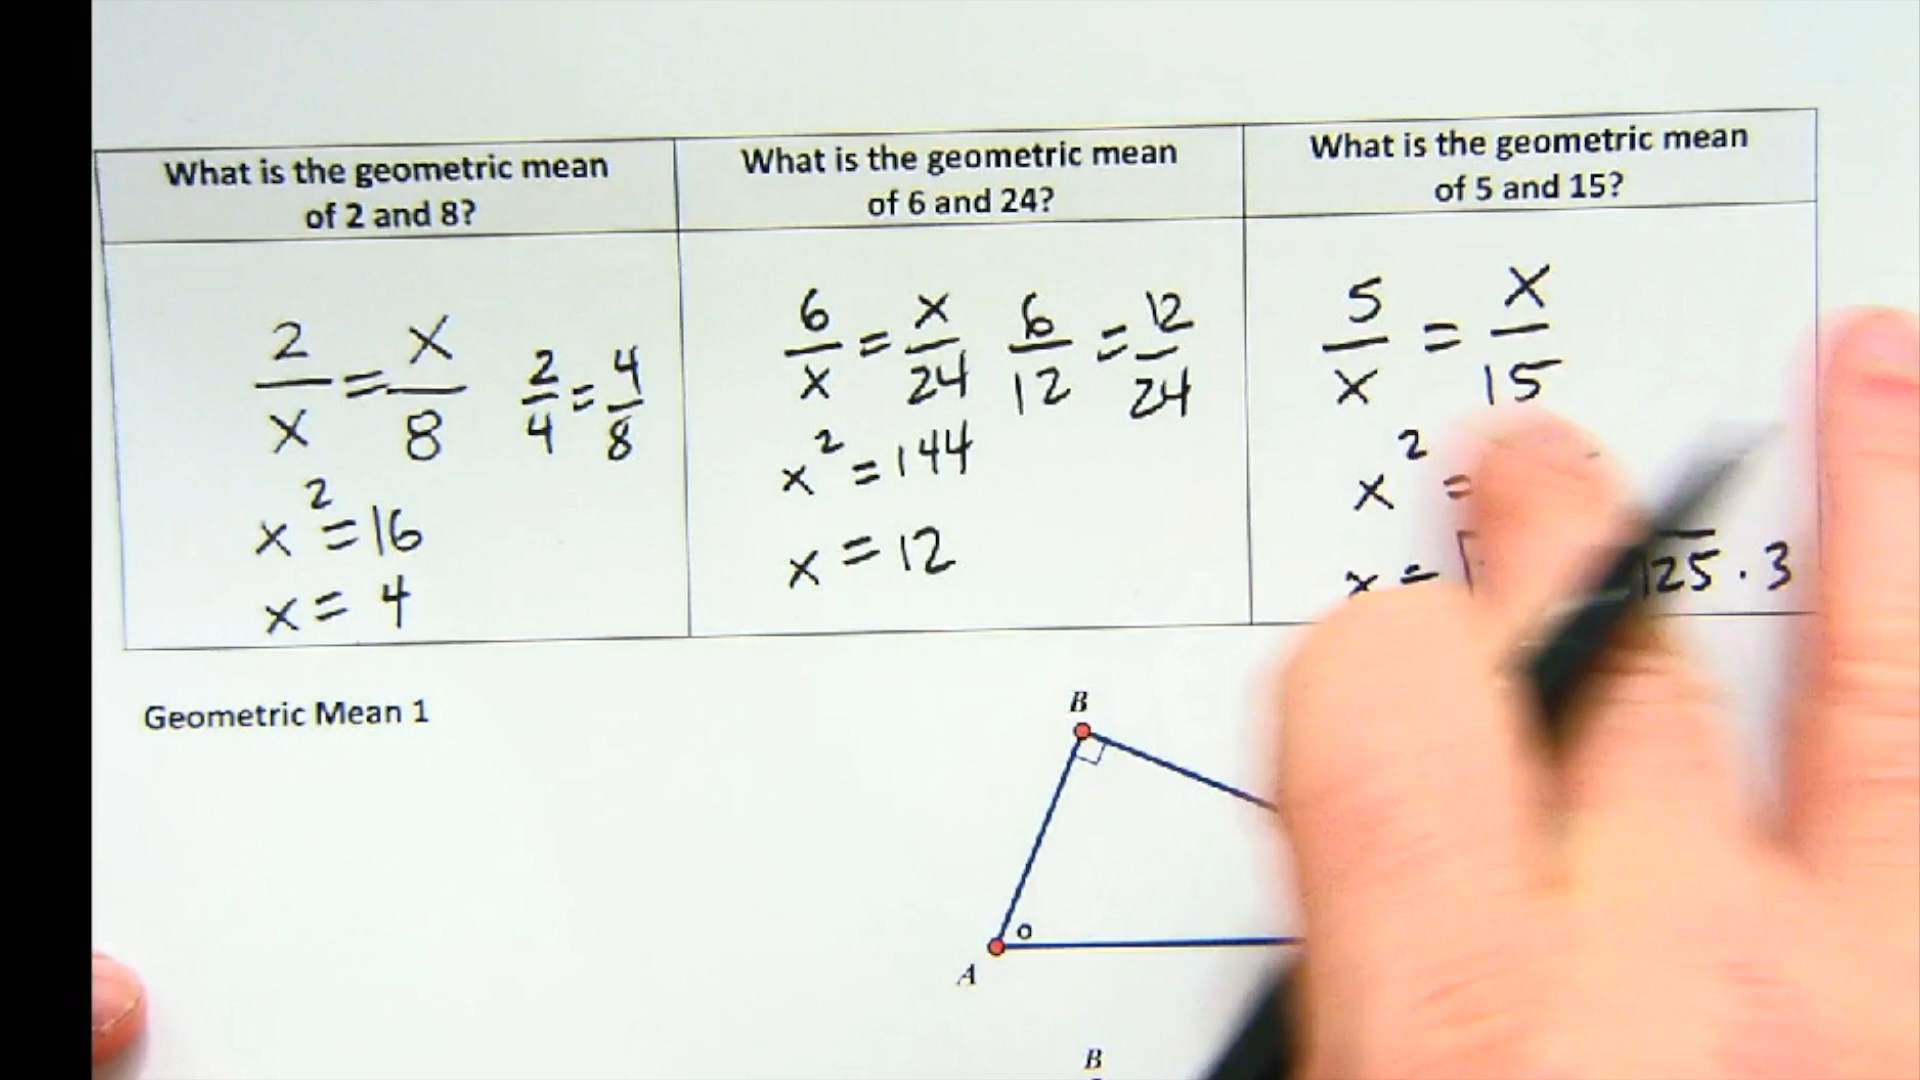 What is the geometric mean
of 2 and 8?
2/x = x/8   2/4 = 4/8
x² = 16
x = 4
What is the geometric mean
of 6 and 24?
6/x = x/24   6/12 = 12/24
x² = 144
x = 12
What is the geometric mean
of 5 and 15?
5/x = x/15
x² =
x = √25 · 3
Geometric Mean 1
B
o
A
B